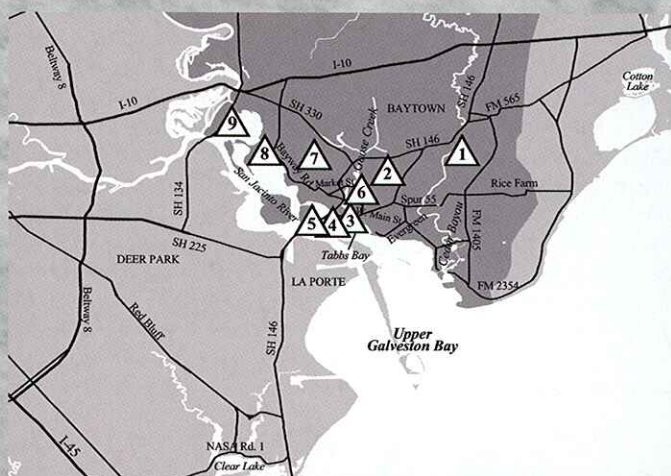 Beltway 8
I-10
I-10
SH 330
BAYTOWN
SH 146
FM 565
Cotton
Lake
9
8
7
Goose Creek
SH 146
1
Bayway Rd.
Market St.
2
6
San Jacinto River
SH 134
Spur 55
Rice Farm
5
4
3
Main St.
Evergreen
Cedar Bayou
FM 1405
SH 225
Tabbs Bay
DEER PARK
LA PORTE
FM 2354
Beltway 8
Red Bluff
SH 146
Upper
Galveston Bay
NASA Rd. 1
I-45
Clear Lake